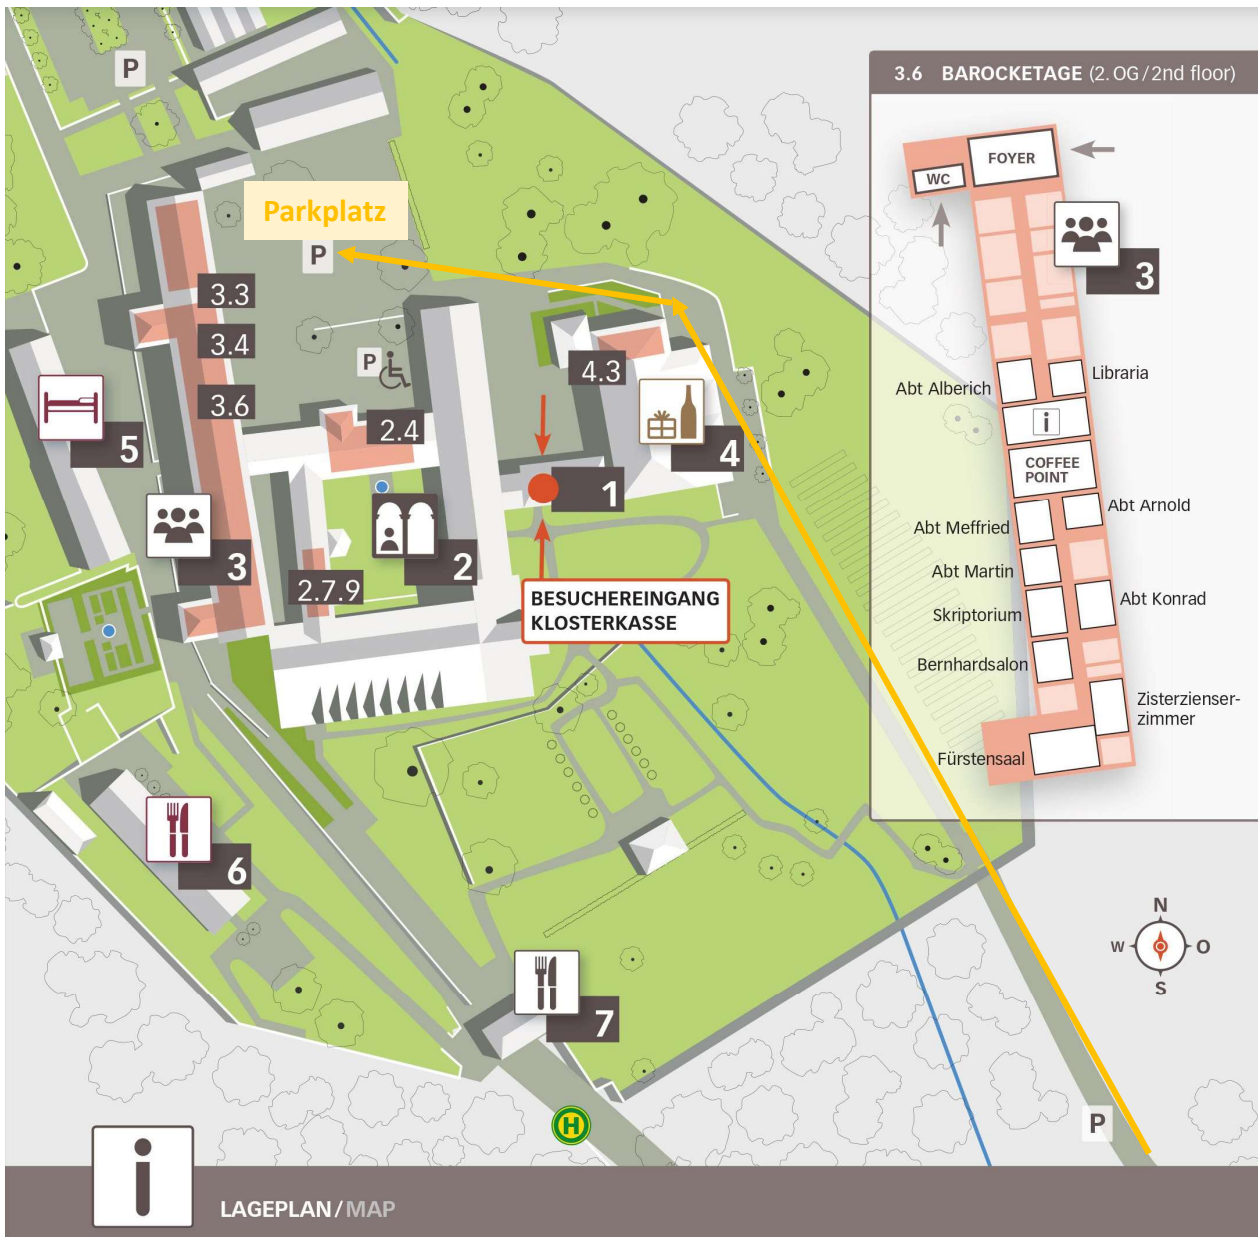 P
3.6 BAROCKETAGE (2. OG / 2nd floor)
FOYER
WC
Parkplatz
P
3
3.3
3.4
3.6
P
4.3
Abt Alberich
Libraria
i
2.4
5
4
COFFEE
POINT
1
Abt Arnold
Abt Meffried
3
2
2.7.9
Abt Martin
BESUCHEREINGANG
KLOSTERKASSE
Skriptorium
Abt Konrad
Bernhardsalon
Zisterzienser-
zimmer
Fürstensaal
6
N
W O
S
7
H
P
i
LAGEPLAN / MAP